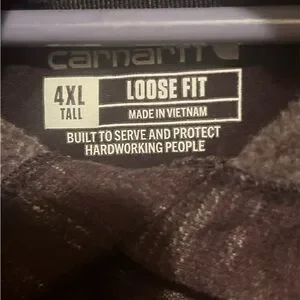 carhartt
4XL
TALL
LOOSE FIT
MADE IN VIETNAM
BUILT TO SERVE AND PROTECT
HARDWORKING PEOPLE